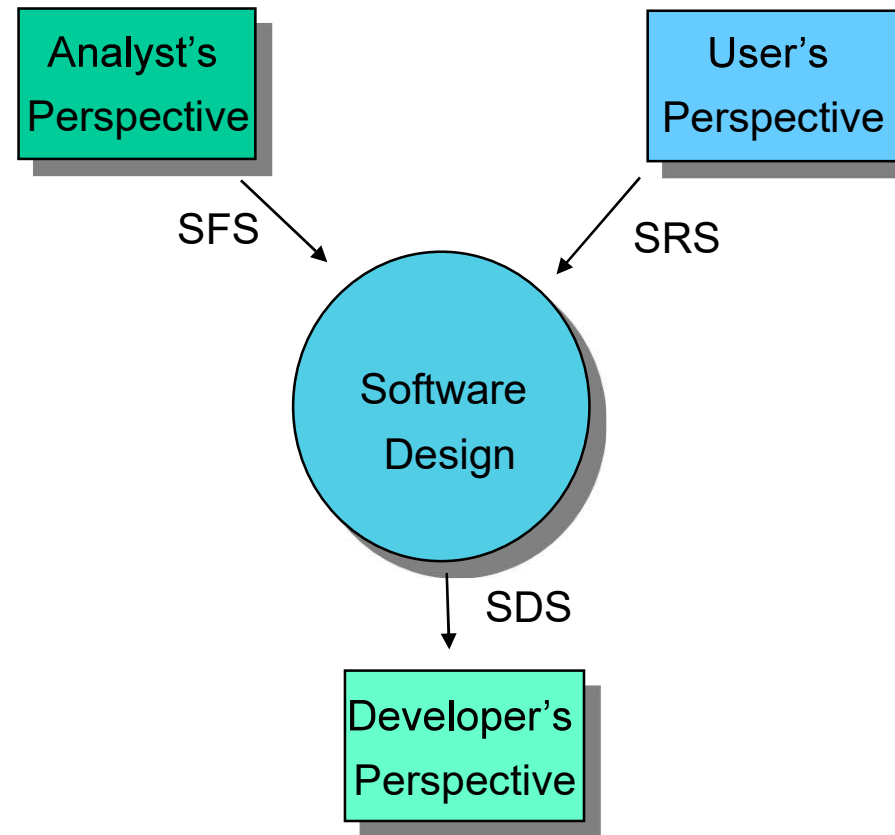 Analyst’s
Perspective
User’s
Perspective
SFS
SRS
Software
Design
SDS
Developer’s
Perspective